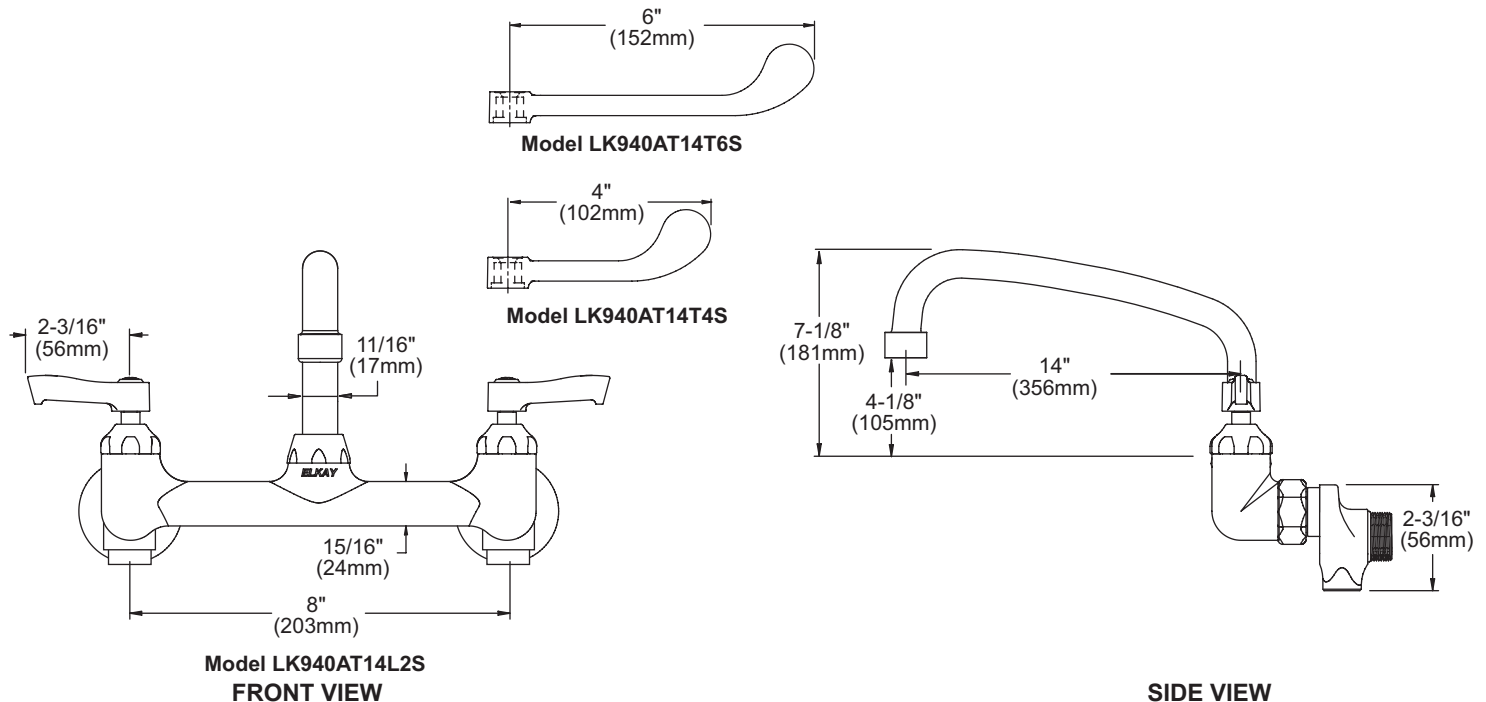 6"
(152mm)
Model LK940AT14T6S
4"
(102mm)
Model LK940AT14T4S
2-3/16"
(56mm)
11/16"
(17mm)
ELKAY
15/16"
(24mm)
8"
(203mm)
Model LK940AT14L2S
FRONT VIEW
7-1/8"
(181mm)
14"
(356mm)
4-1/8"
(105mm)
2-3/16"
(56mm)
SIDE VIEW